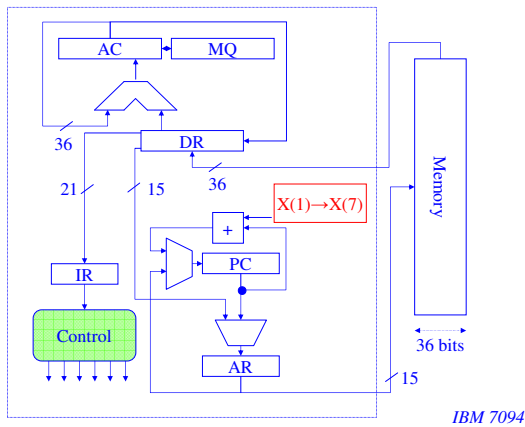 AC
MQ
36
DR
36
21
15
X(1)→X(7)
+
Memory
IR
PC
Control
36 bits
AR
15
IBM 7094